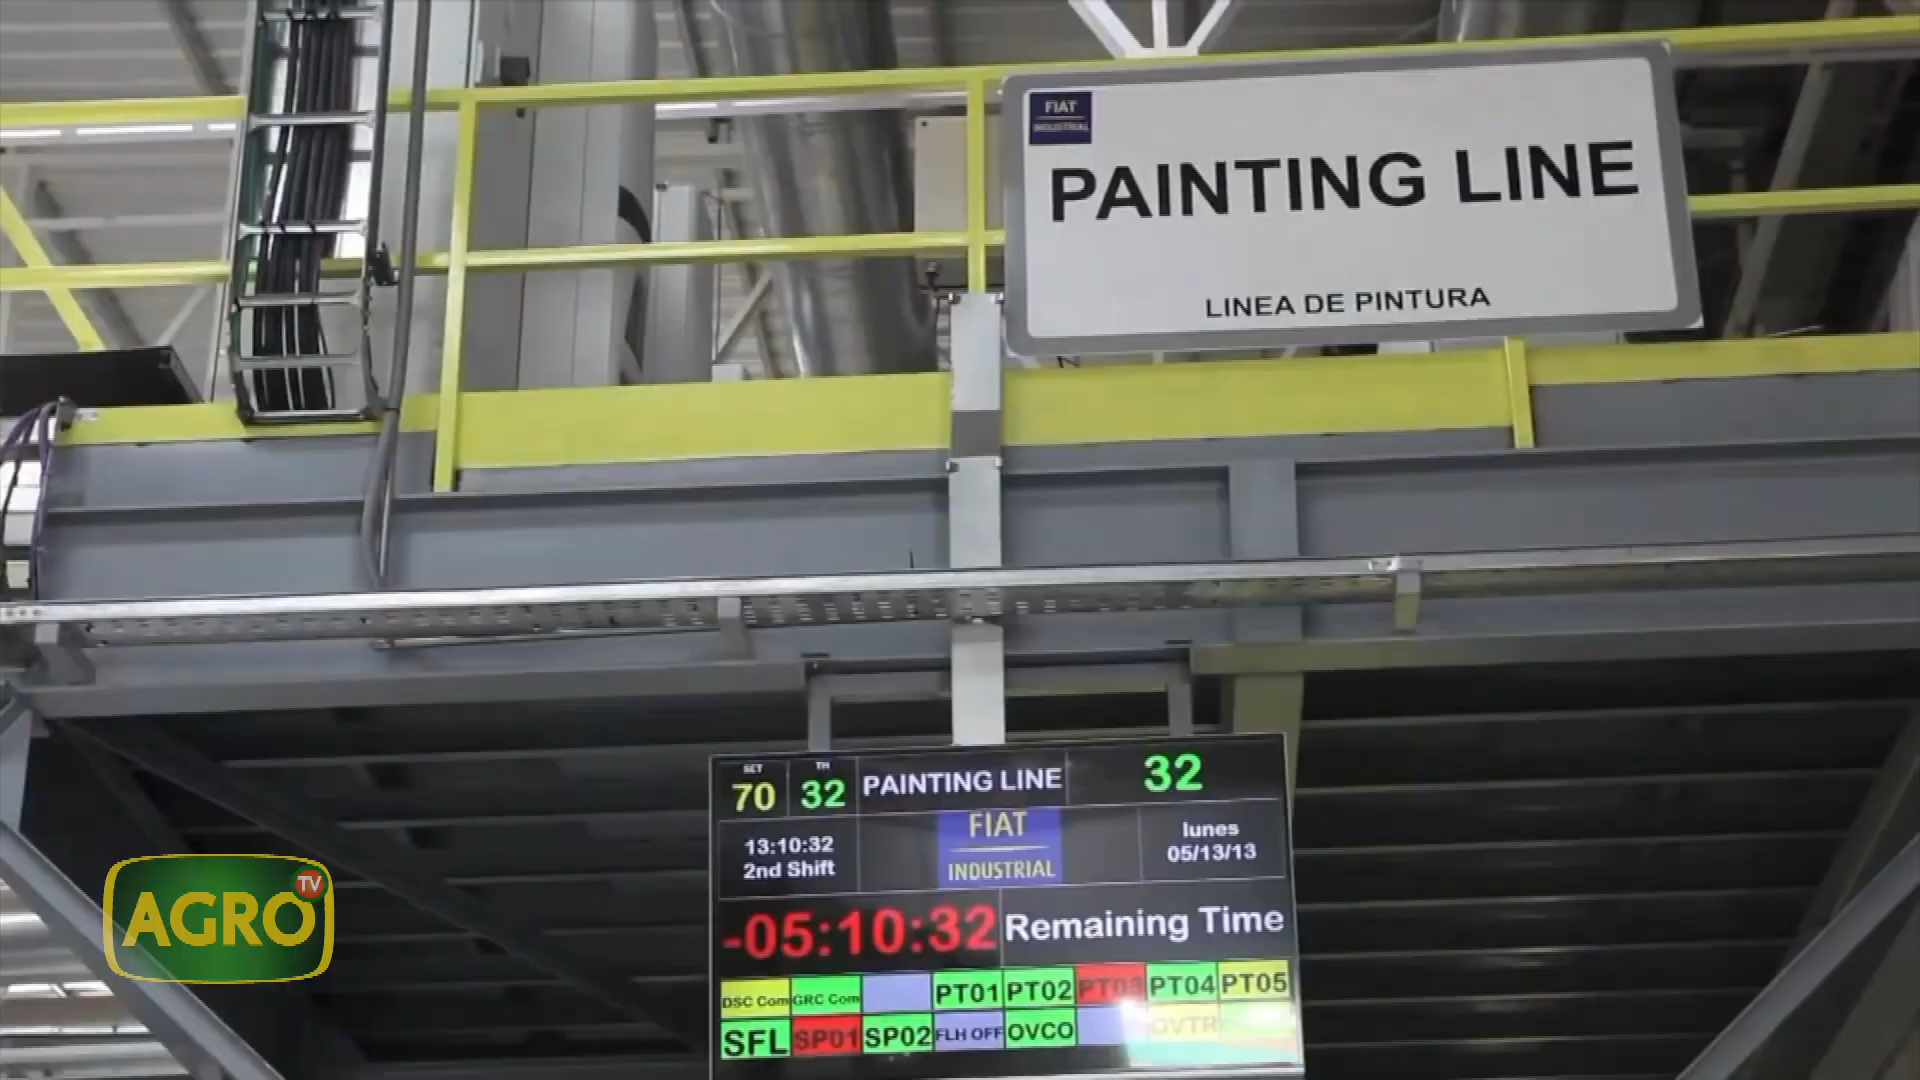 FIAT
INDUSTRIAL
PAINTING LINE
LINEA DE PINTURA
SET
70
TH
32
PAINTING LINE
32
13:10:32
2nd Shift
FIAT
INDUSTRIAL
lunes
05/13/13
-05:10:32 Remaining Time
DSC Com GRC Com PT01 PT02 PT03 PT04 PT05
SFL SP01 SP02 FLH OFF OVCO OVTR
AGRO TV